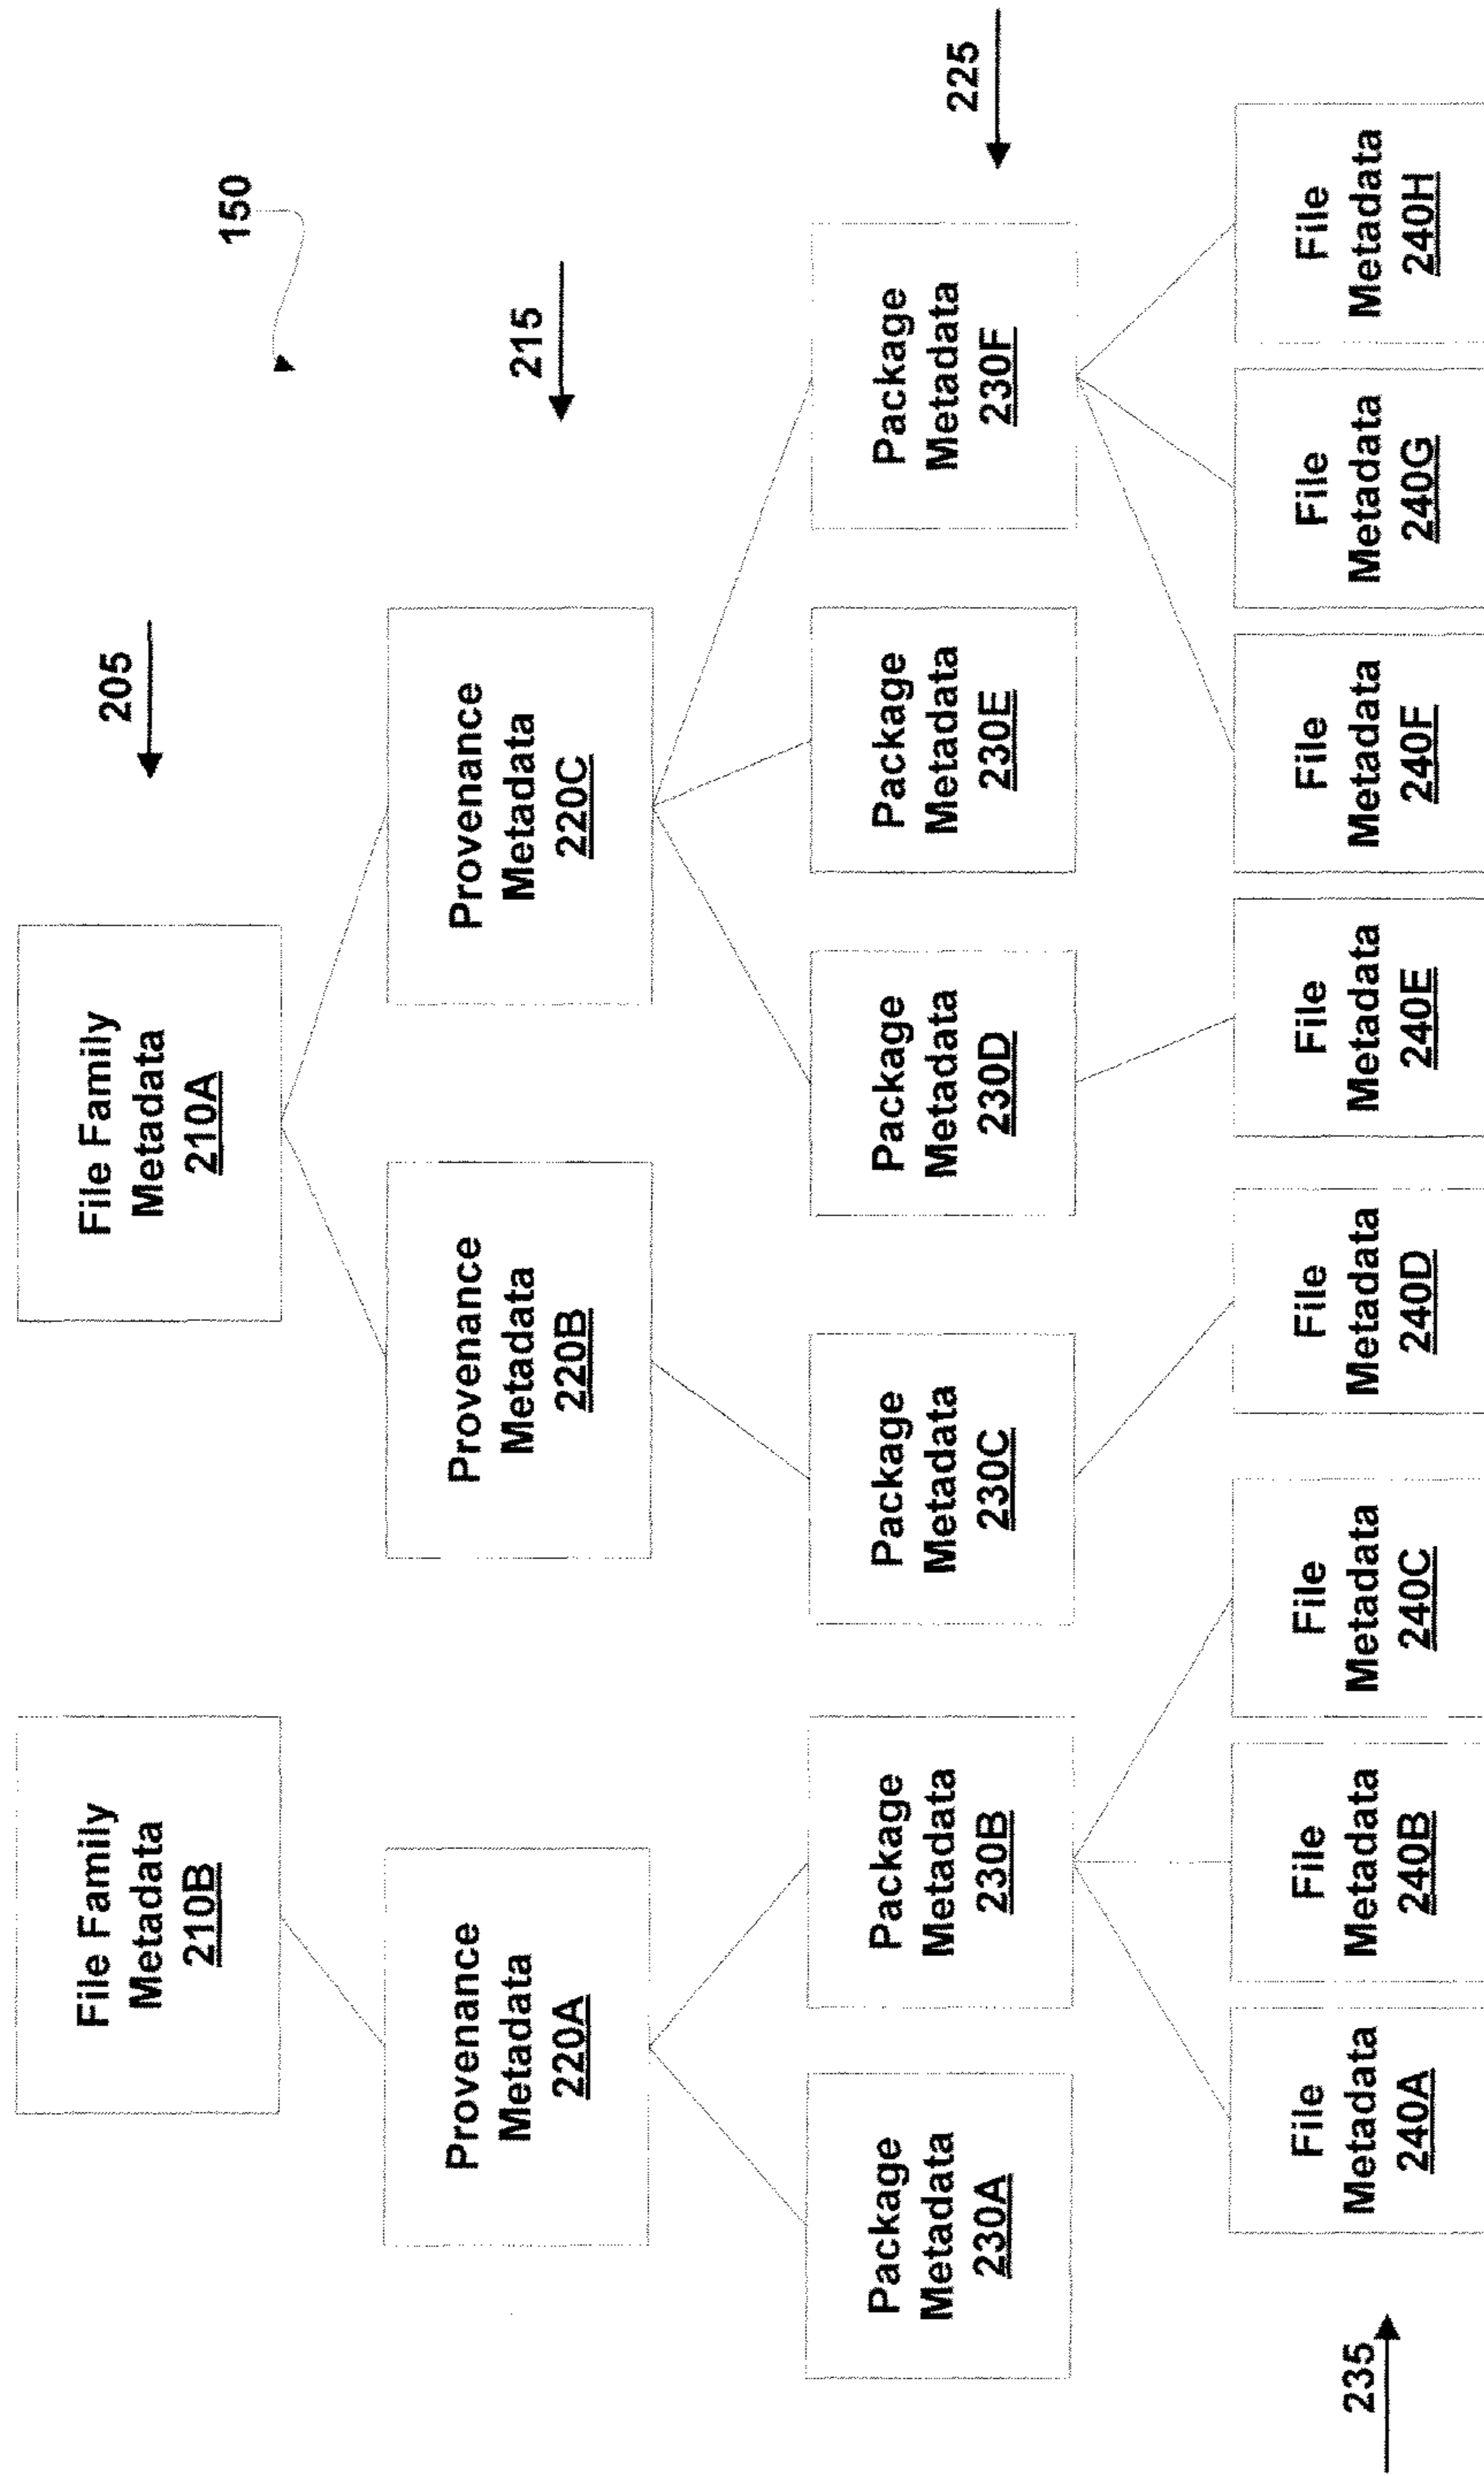 150
205
File Family
Metadata
210B
File Family
Metadata
210A
215
Provenance
Metadata
220A
Provenance
Metadata
220B
Provenance
Metadata
220C
225
Package
Metadata
230A
Package
Metadata
230B
Package
Metadata
230C
Package
Metadata
230D
Package
Metadata
230E
Package
Metadata
230F
235
File
Metadata
240A
File
Metadata
240B
File
Metadata
240C
File
Metadata
240D
File
Metadata
240E
File
Metadata
240F
File
Metadata
240G
File
Metadata
240H